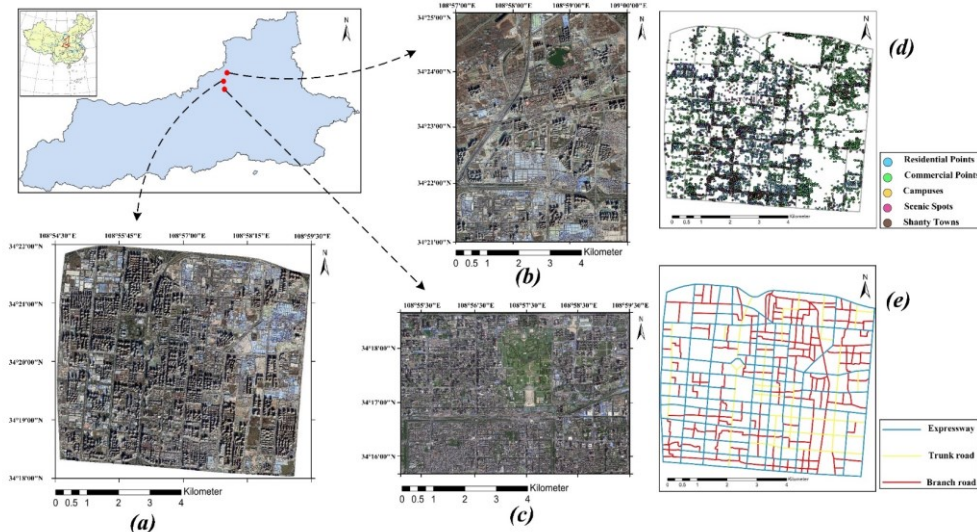 N
108°57'00"E 108°58'00"E 108°59'00"E 109°00'00"E
34°25'00"N
34°24'00"N
34°23'00"N
34°22'00"N
34°21'00"N
N
Kilometer
0 0.5 1 2 3 4
(b)
N
(d)
Residential Points
Commercial Points
Campuses
Scenic Spots
Shanty Towns
Kilometer
108°54'30"E 108°55'45"E 108°57'00"E 108°58'15"E 108°59'30"E
34°22'00"N
34°21'00"N
34°20'00"N
34°19'00"N
34°18'00"N
N
Kilometer
0 0.5 1 2 3 4
(a)
108°55'30"E 108°56'30"E 108°57'30"E 108°58'30"E 108°59'30"E
34°18'00"N
34°17'00"N
34°16'00"N
N
Kilometer
0 0.5 1 2 3 4
(c)
N
(e)
Expressway
Trunk road
Branch road
Kilometer